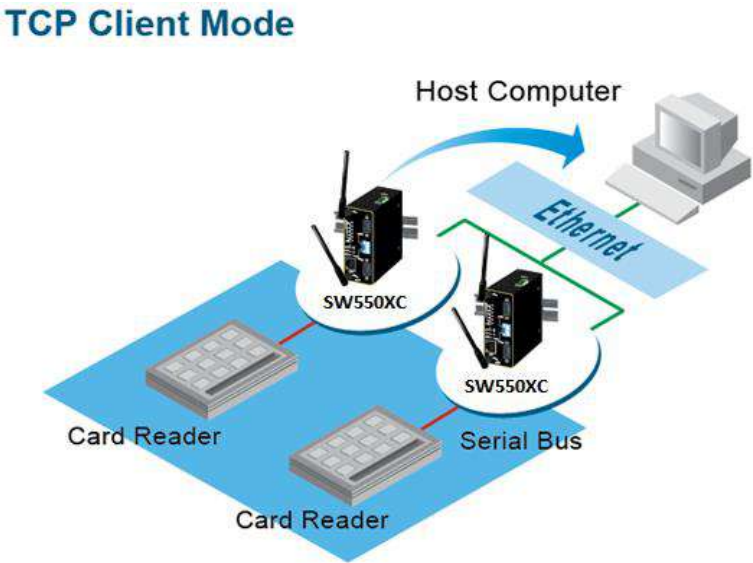 TCP Client Mode
Host Computer
Ethernet
SW550XC
SW550XC
Card Reader
Serial Bus
Card Reader